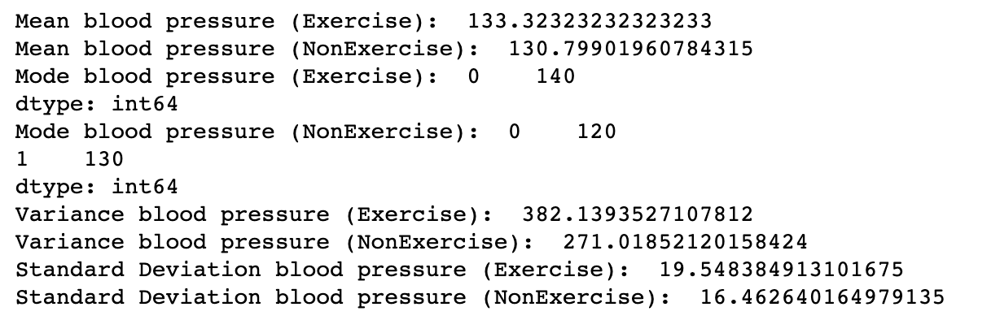 Mean blood pressure (Exercise):  133.32323232323233
Mean blood pressure (NonExercise):  130.79901960784315
Mode blood pressure (Exercise):  0    140
dtype: int64
Mode blood pressure (NonExercise):  0    120
1    130
dtype: int64
Variance blood pressure (Exercise):  382.1393527107812
Variance blood pressure (NonExercise):  271.01852120158424
Standard Deviation blood pressure (Exercise):  19.548384913101675
Standard Deviation blood pressure (NonExercise):  16.462640164979135